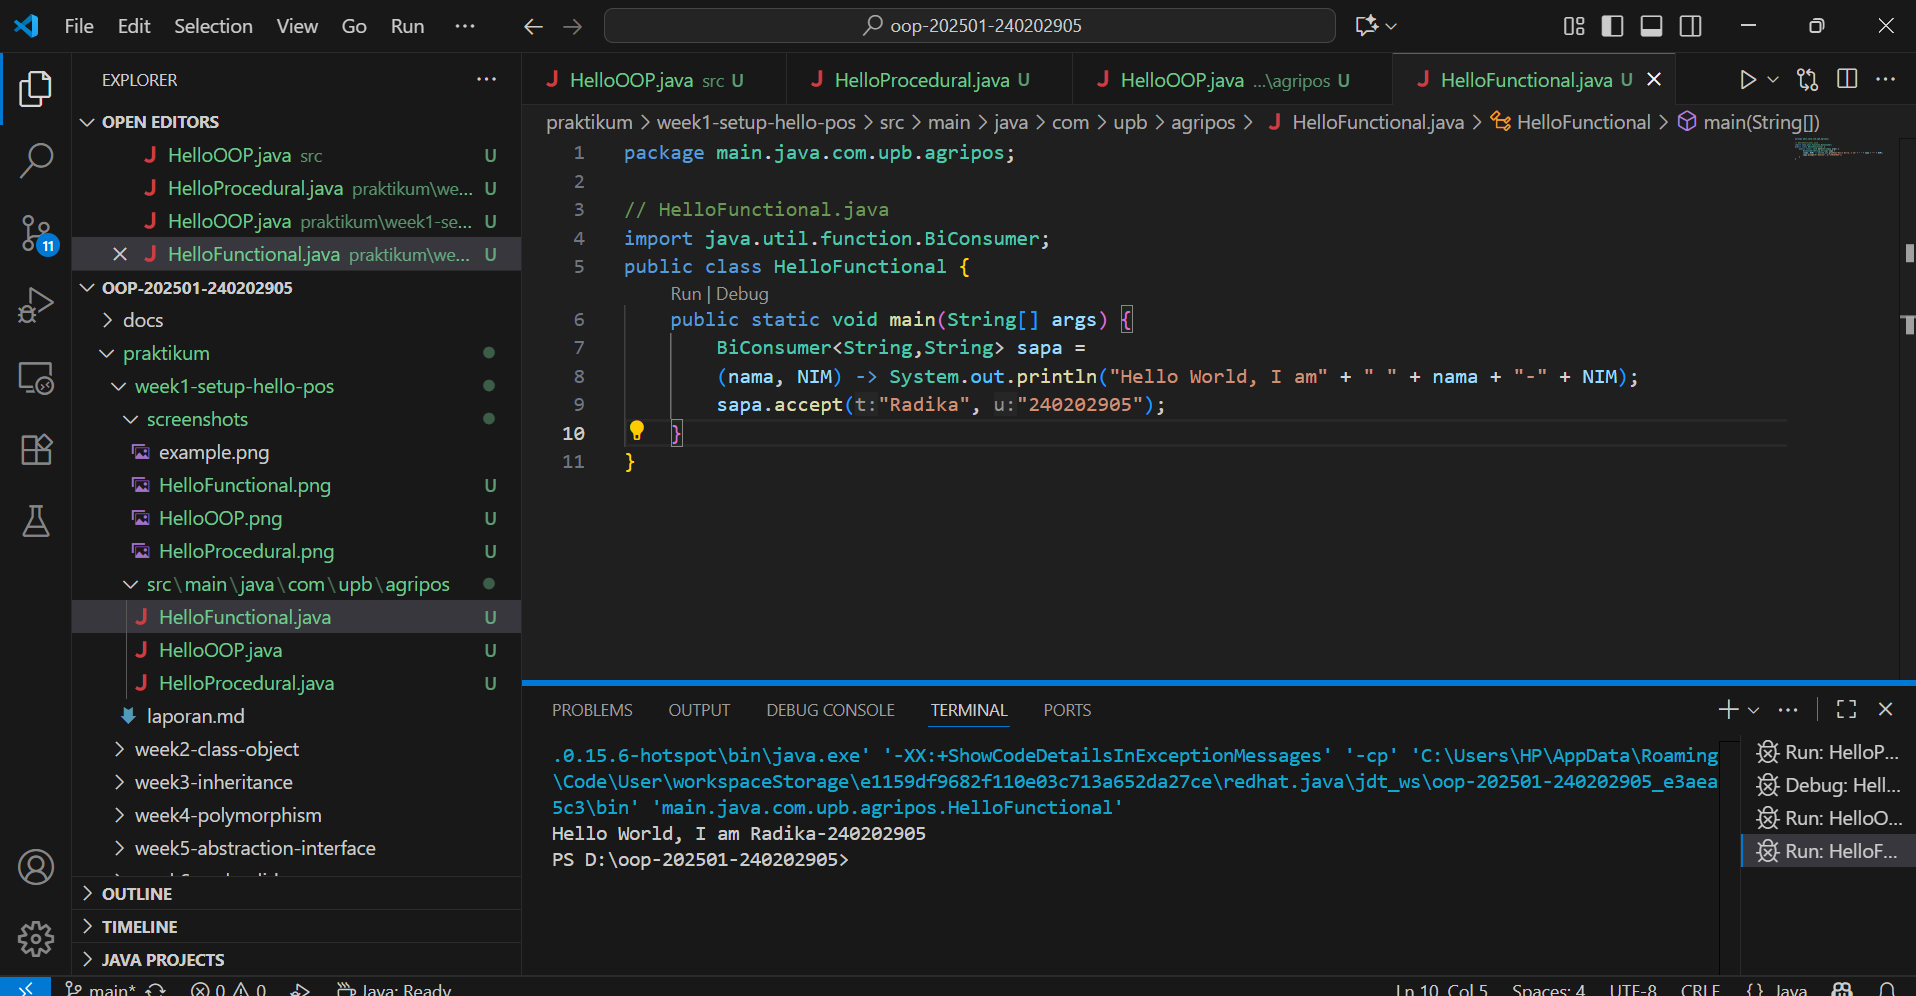 File Edit Selection View Go Run ··· oop-202501-240202905
EXPLORER ···
OPEN EDITORS
HelloOOP.java src U
HelloProcedural.java praktikum\we... U
HelloOOP.java praktikum\week1-se... U
HelloFunctional.java praktikum\we... U
OOP-202501-240202905
docs
praktikum
week1-setup-hello-pos
screenshots
example.png
HelloFunctional.png U
HelloOOP.png U
HelloProcedural.png U
src\main\java\com\upb\agripos
HelloFunctional.java U
HelloOOP.java U
HelloProcedural.java U
laporan.md
week2-class-object
week3-inheritance
week4-polymorphism
week5-abstraction-interface
OUTLINE
TIMELINE
JAVA PROJECTS
11
HelloOOP.java src U HelloProcedural.java U HelloOOP.java ...\agripos U HelloFunctional.java U
praktikum > week1-setup-hello-pos > src > main > java > com > upb > agripos > HelloFunctional.java > HelloFunctional > main(String[])
1 package main.java.com.upb.agripos;
2
3 // HelloFunctional.java
4 import java.util.function.BiConsumer;
5 public class HelloFunctional {
Run | Debug
6 public static void main(String[] args) {
7 BiConsumer<String,String> sapa =
8 (nama, NIM) -> System.out.println("Hello World, I am" + " " + nama + "-" + NIM);
9 sapa.accept(t:"Radika", u:"240202905");
10 }
11 }
PROBLEMS OUTPUT DEBUG CONSOLE TERMINAL PORTS
.0.15.6-hotspot\bin\java.exe' '-XX:+ShowCodeDetailsInExceptionMessages' '-cp' 'C:\Users\HP\AppData\Roaming
\Code\User\workspaceStorage\e1159df9682f110e03c713a652da27ce\redhat.java\jdt_ws\oop-202501-240202905_e3aea
5c3\bin' 'main.java.com.upb.agripos.HelloFunctional'
Hello World, I am Radika-240202905
PS D:\oop-202501-240202905>
Run: HelloP...
Debug: Hell...
Run: HelloO...
Run: HelloF...
main* 0 0 Java: Ready Ln 10, Col 5 Spaces: 4 UTF-8 CRLF {} Java